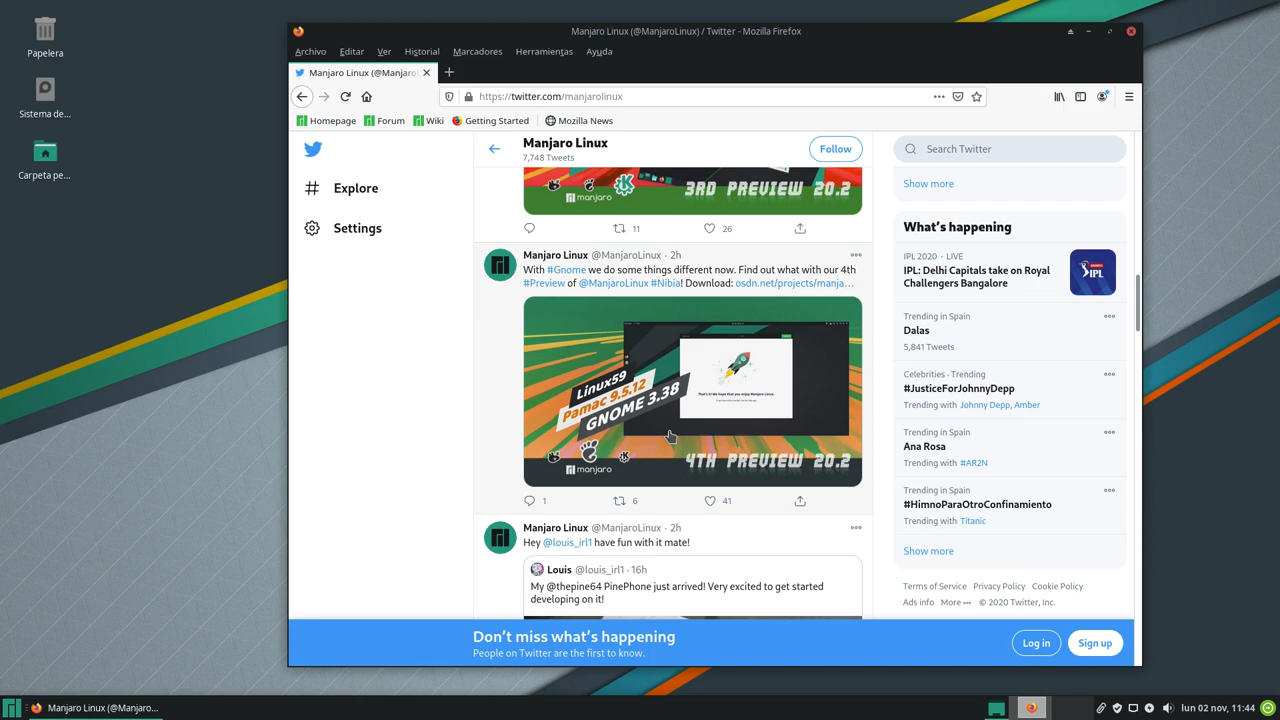 Papelera
Sistema de...
Carpeta pe...
Manjaro Linux (@ManjaroLinux) / Twitter - Mozilla Firefox
Archivo Editar Ver Historial Marcadores Herramientas Ayuda
Manjaro Linux (@Manjaro
https://twitter.com/manjarolinux
Homepage Forum Wiki Getting Started Mozilla News
Explore
Settings
Manjaro Linux
7,748 Tweets
Follow
3RD PREVIEW 20.2
manjaro
11 26
Manjaro Linux @ManjaroLinux · 2h
With #Gnome we do some things different now. Find out what with our 4th
#Preview of @ManjaroLinux #Nibia! Download: osdn.net/projects/manja…
Linux59
Pamac 9.5.12
GNOME 3.38
That's it! We hope that you enjoy Manjaro Linux.
manjaro
4TH PREVIEW 20.2
1 6 41
Manjaro Linux @ManjaroLinux · 2h
Hey @louis_irl1 have fun with it mate!
Louis @louis_irl1 · 16h
My @thepine64 PinePhone just arrived! Very excited to get started
developing on it!
Search Twitter
Show more
What's happening
IPL 2020 · LIVE
IPL: Delhi Capitals take on Royal
Challengers Bangalore
IPL
Trending in Spain
Dalas
5,841 Tweets
Celebrities · Trending
#JusticeForJohnnyDepp
Trending with Johnny Depp, Amber
Trending in Spain
Ana Rosa
Trending with #AR2N
Trending in Spain
#HimnoParaOtroConfinamiento
Trending with Titanic
Show more
Terms of Service Privacy Policy Cookie Policy
Ads info More ••• © 2020 Twitter, Inc.
Don't miss what's happening
People on Twitter are the first to know.
Log in Sign up
Manjaro Linux (@Manjaro...
lun 02 nov, 11:44